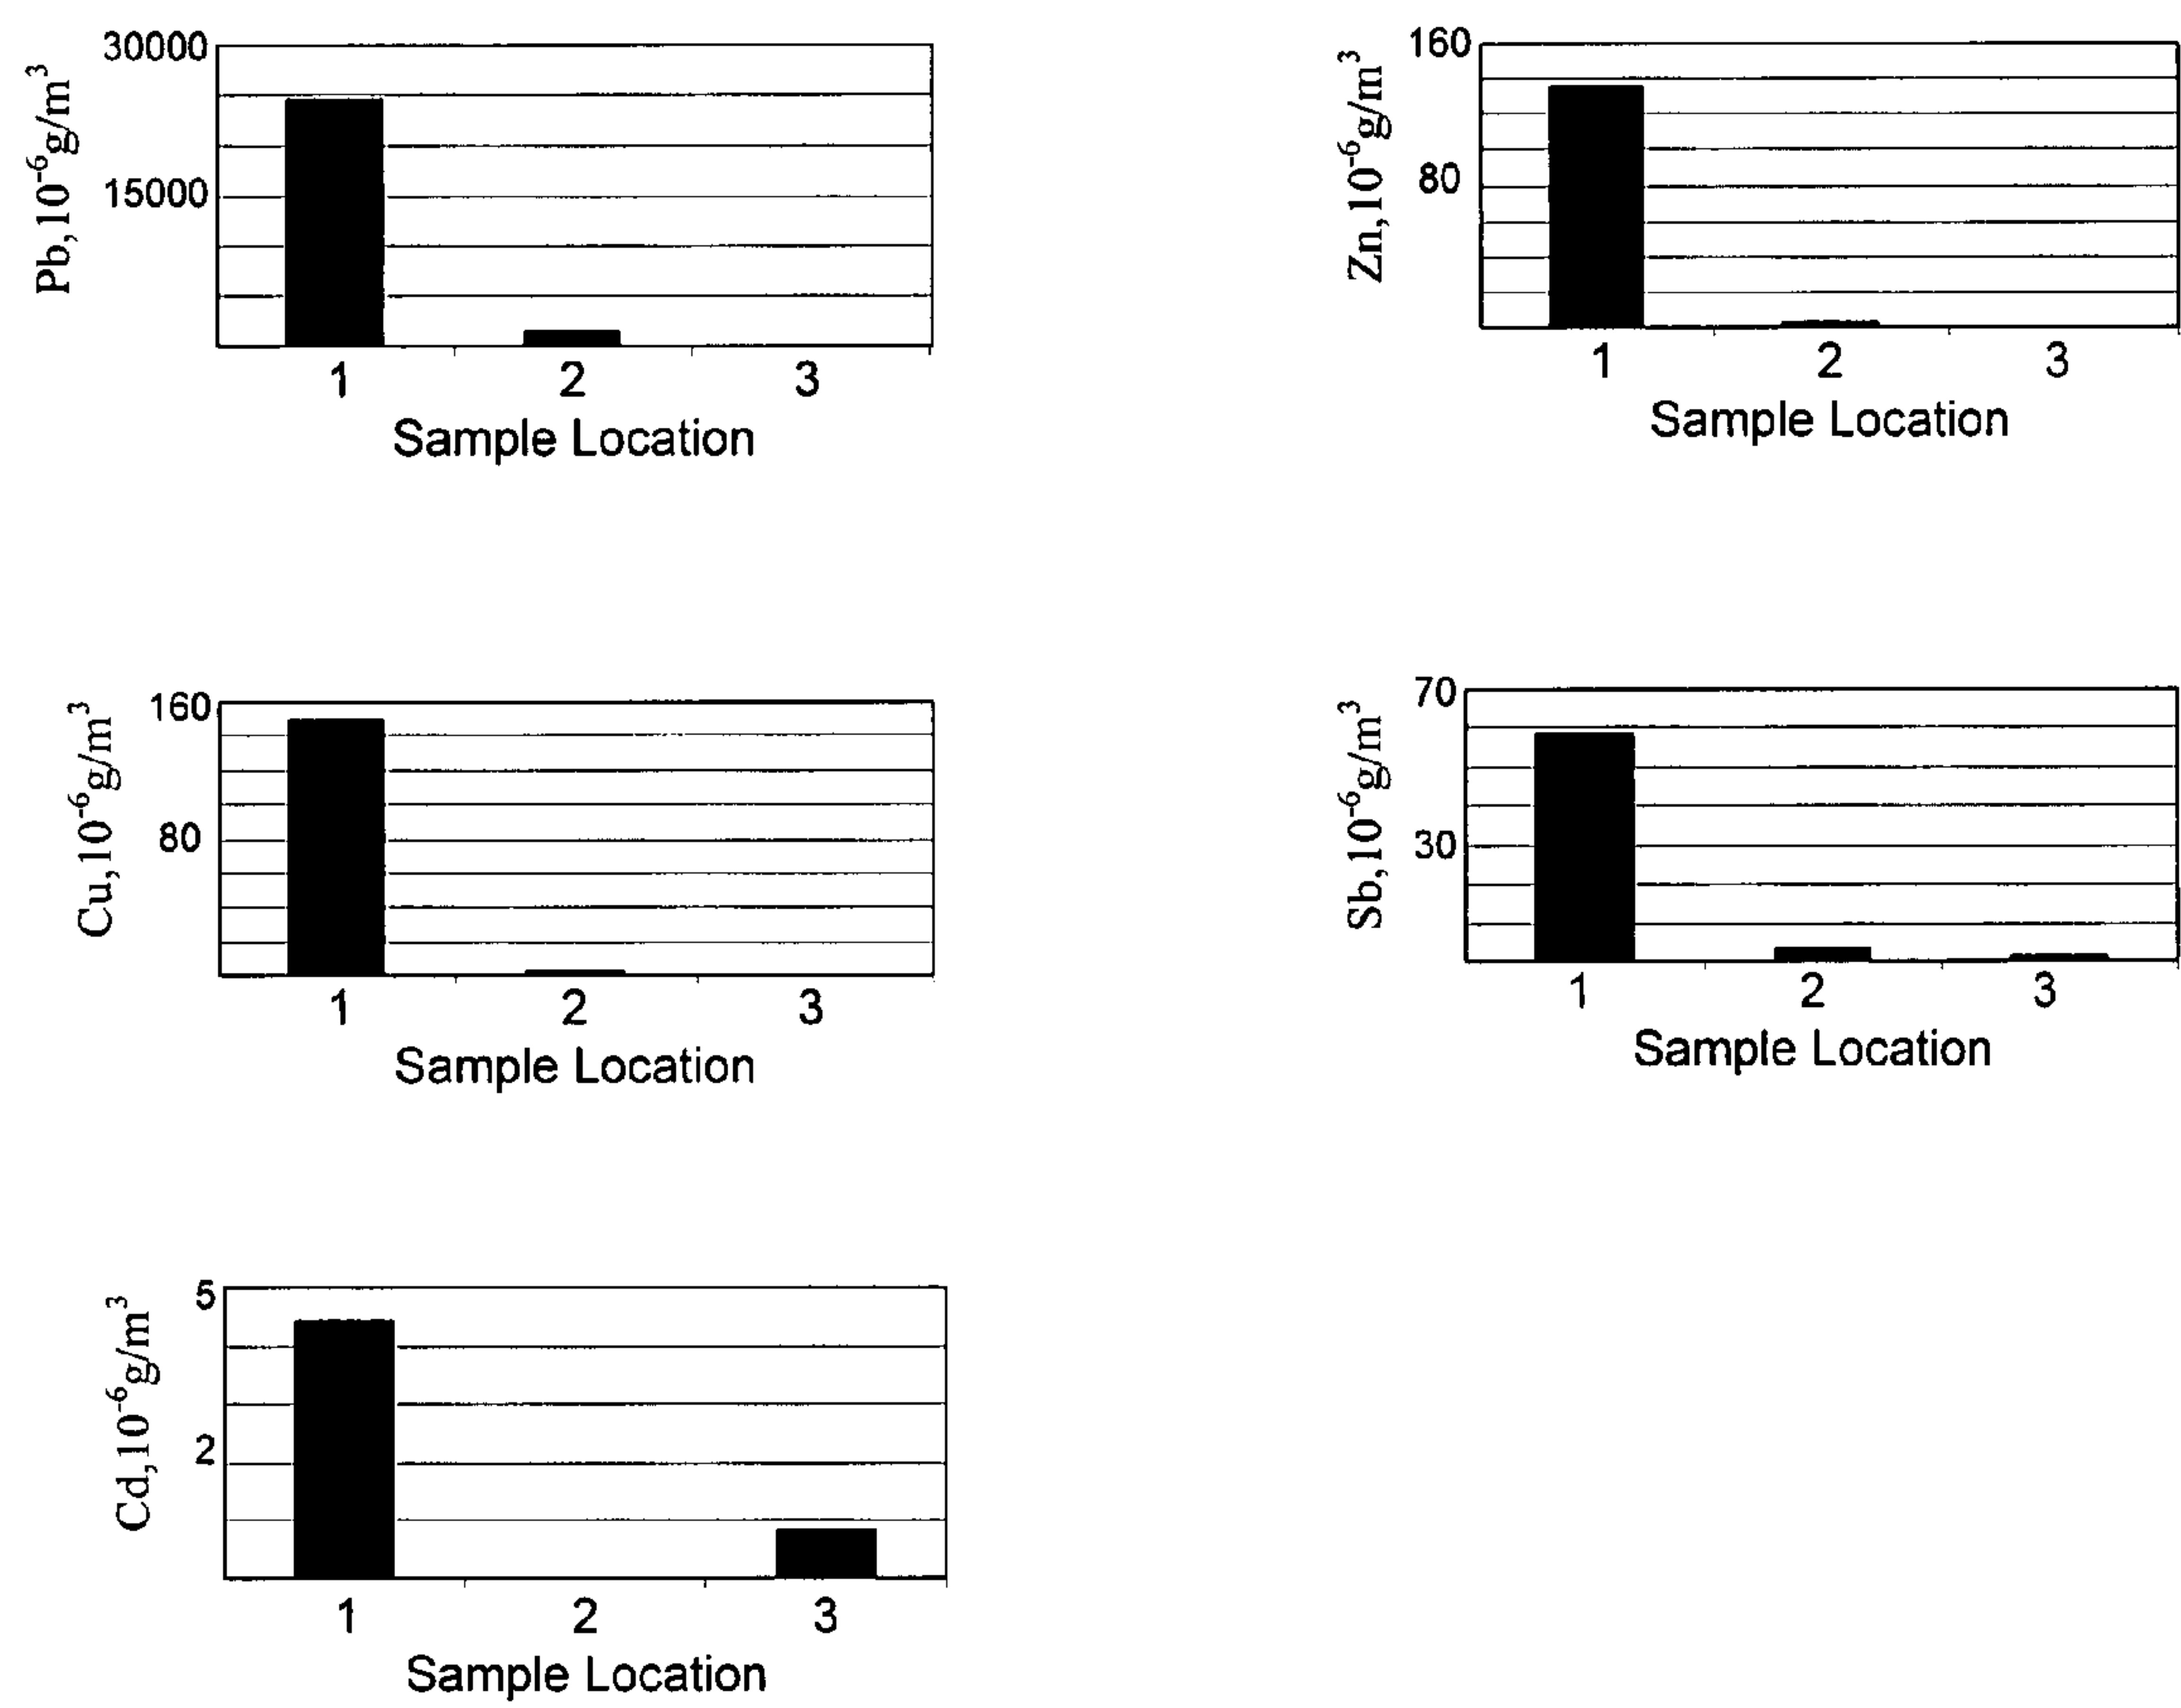 30000
15000
Pb,10⁻⁶g/m³
1 2 3
Sample Location
160
80
Zn,10⁻⁶g/m³
1 2 3
Sample Location
160
80
Cu,10⁻⁶g/m³
1 2 3
Sample Location
70
30
Sb,10⁻⁶g/m³
1 2 3
Sample Location
5
2
Cd,10⁻⁶g/m³
1 2 3
Sample Location